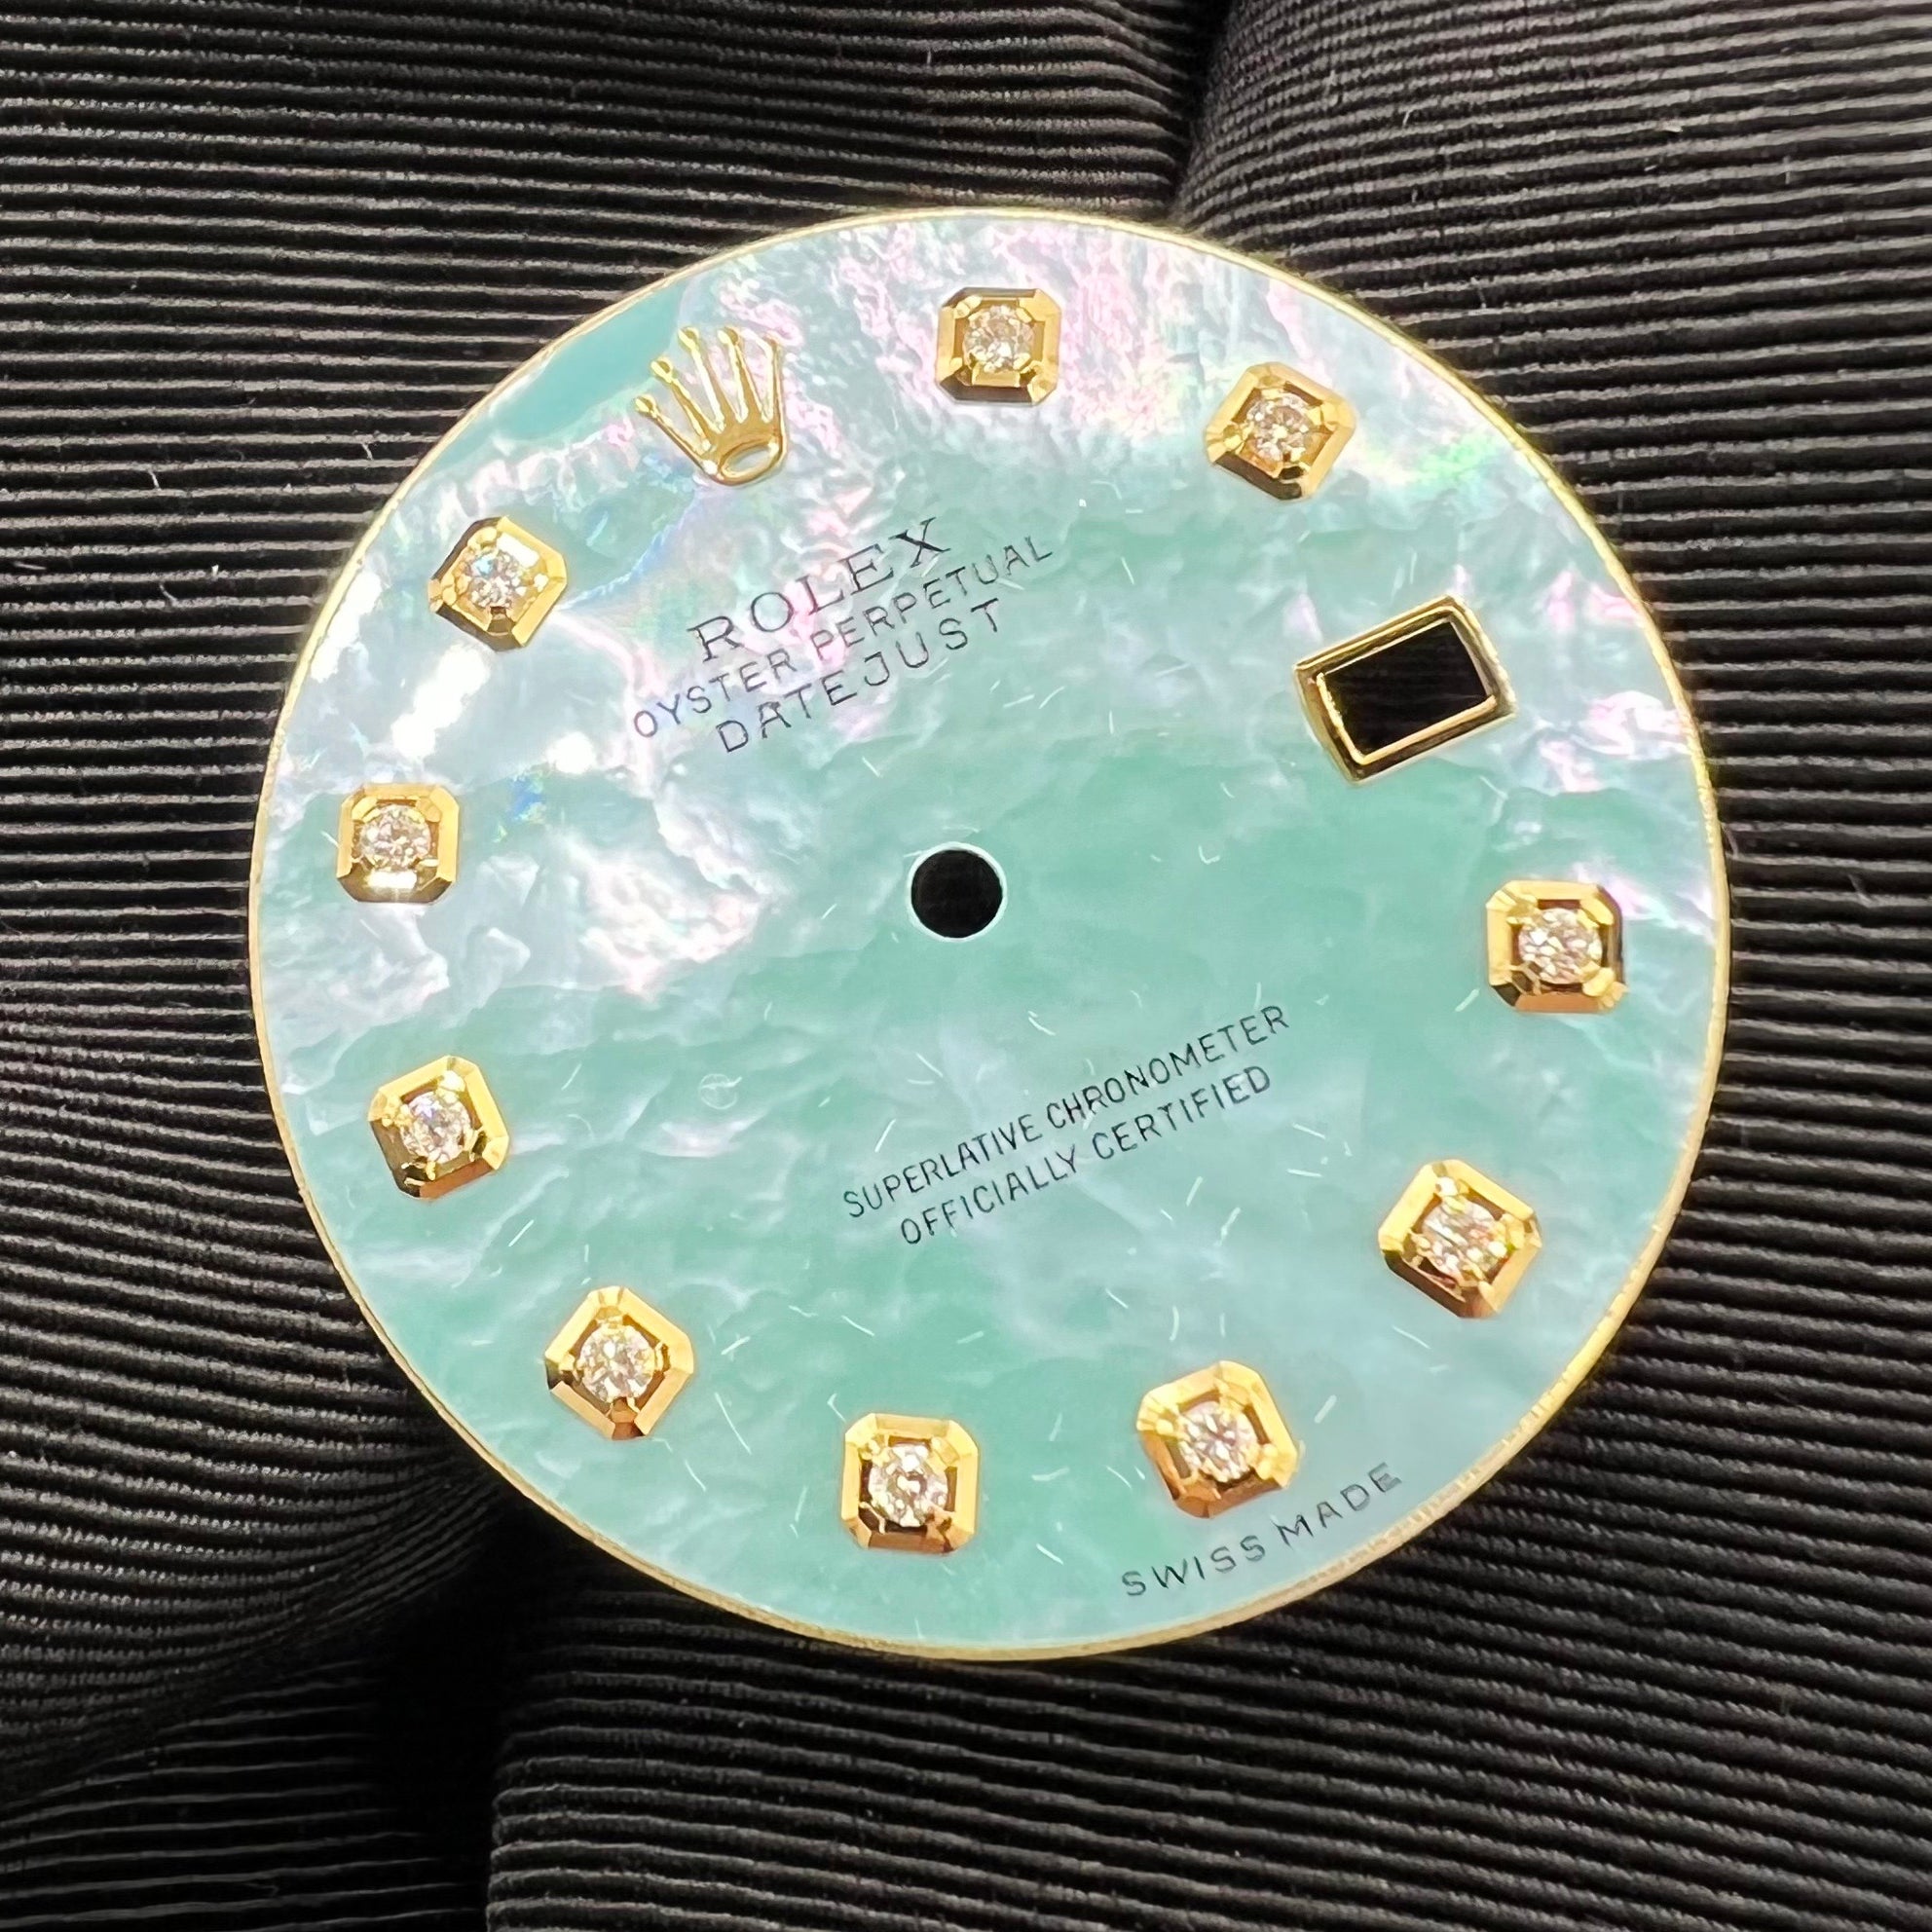 ROLEX
OYSTER PERPETUAL
DATEJUST
SUPERLATIVE CHRONOMETER
OFFICIALLY CERTIFIED
SWISS MADE